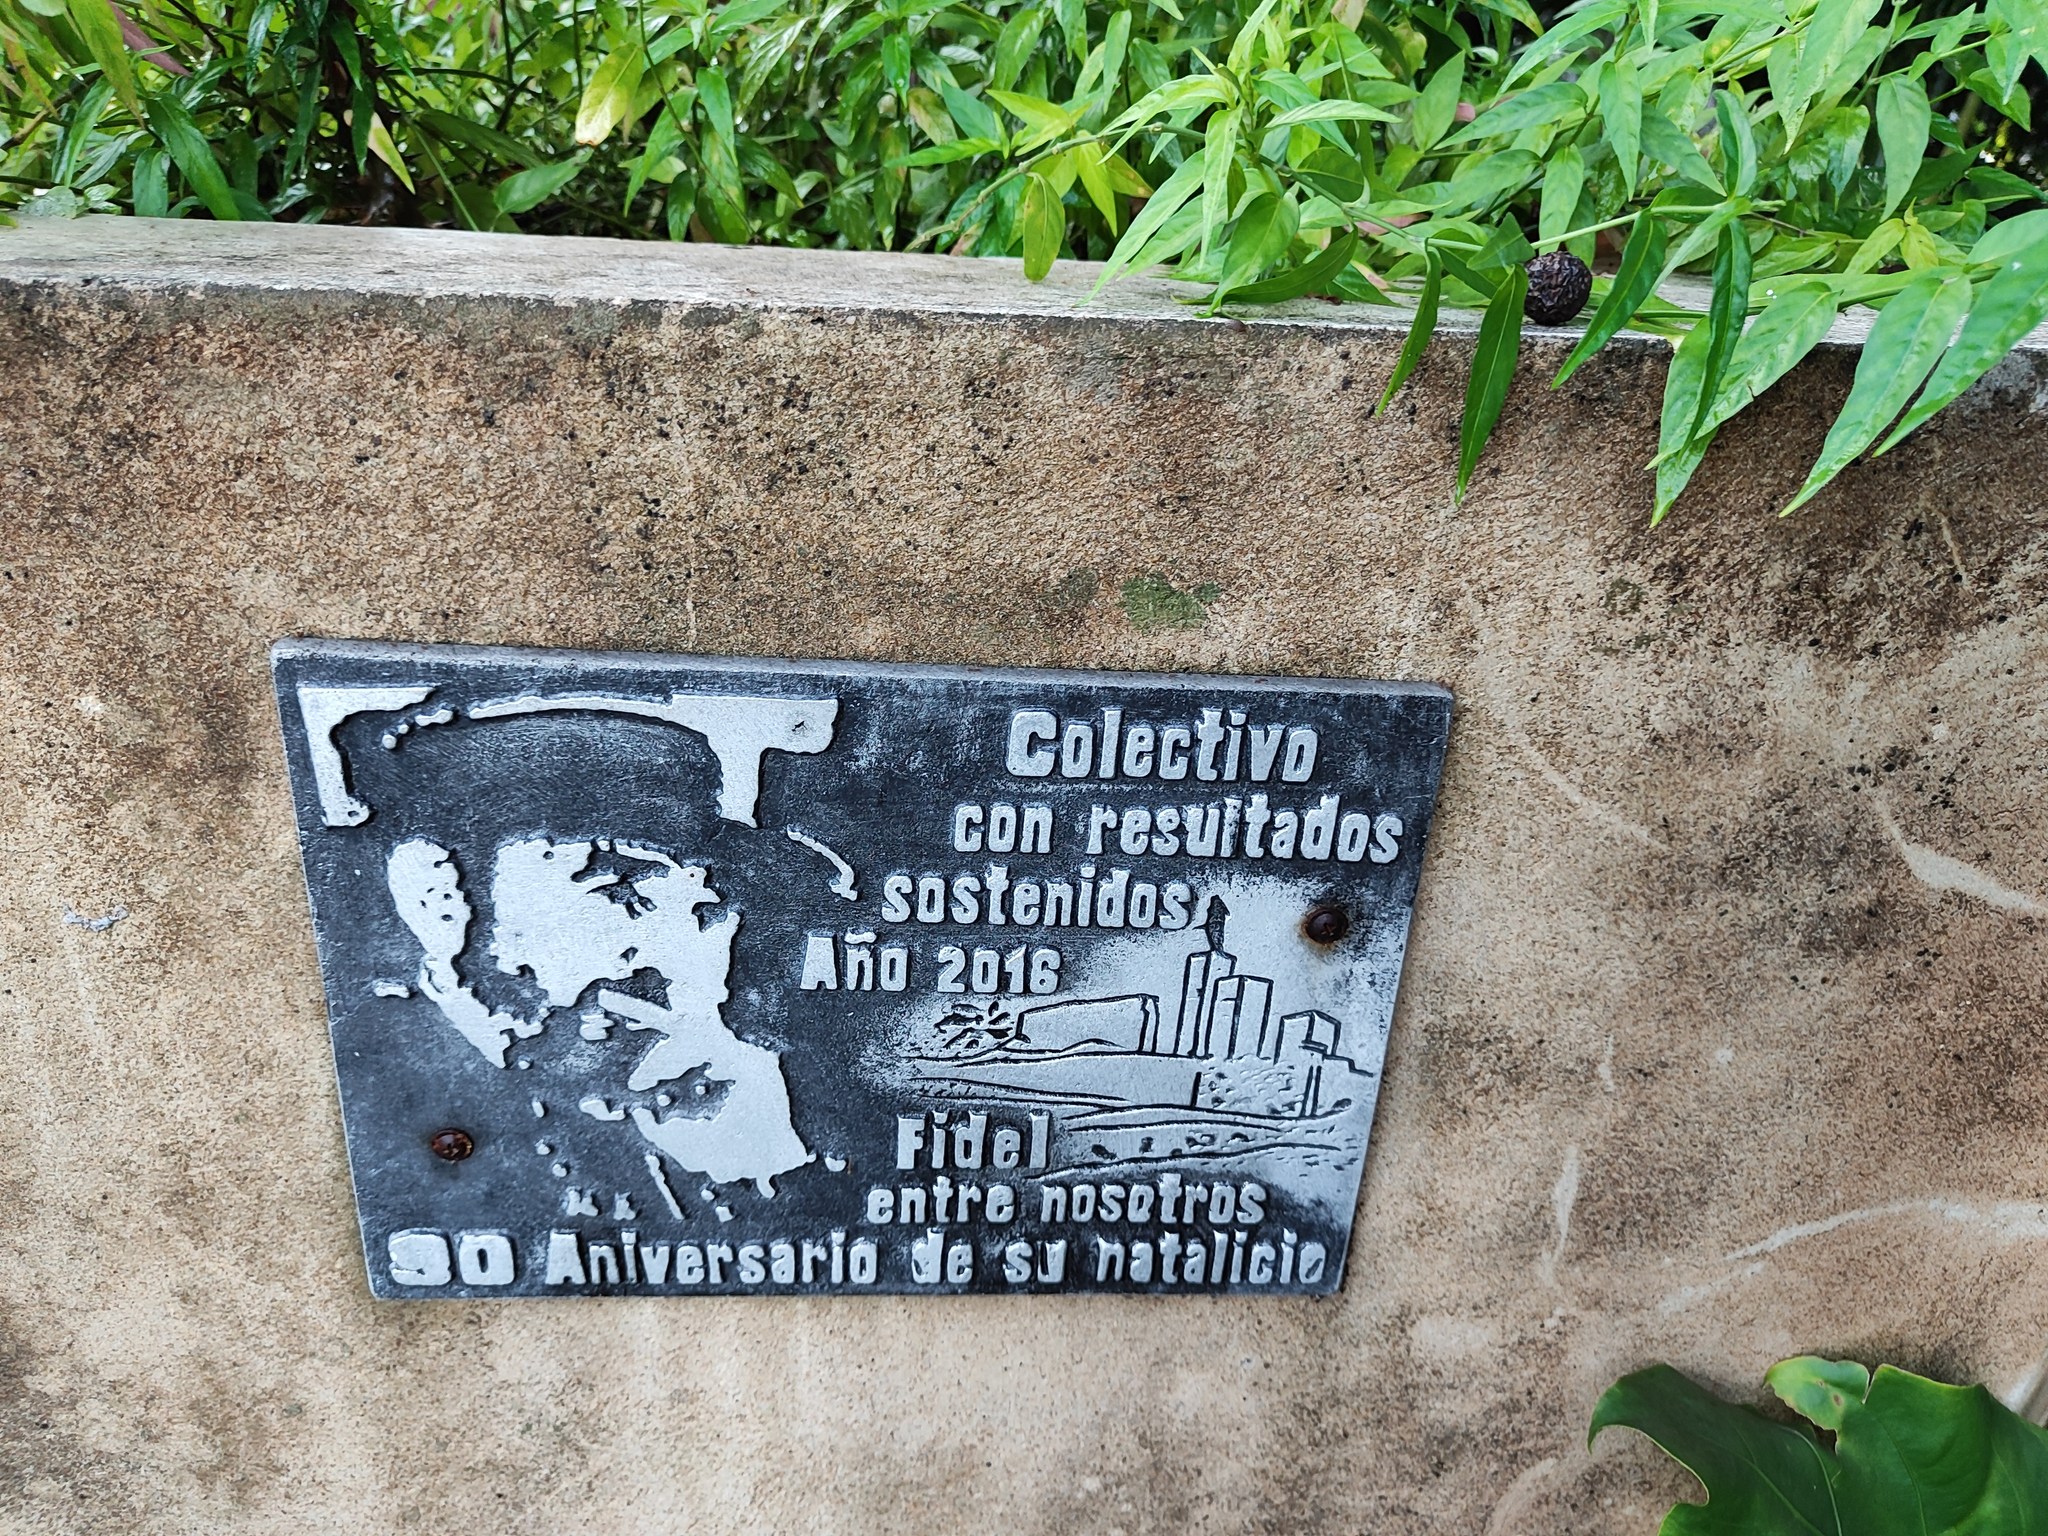 Colectivo
con resultados
sostenidos
Año 2016
Fidel
entre nosotros
90 Aniversario de su natalicio